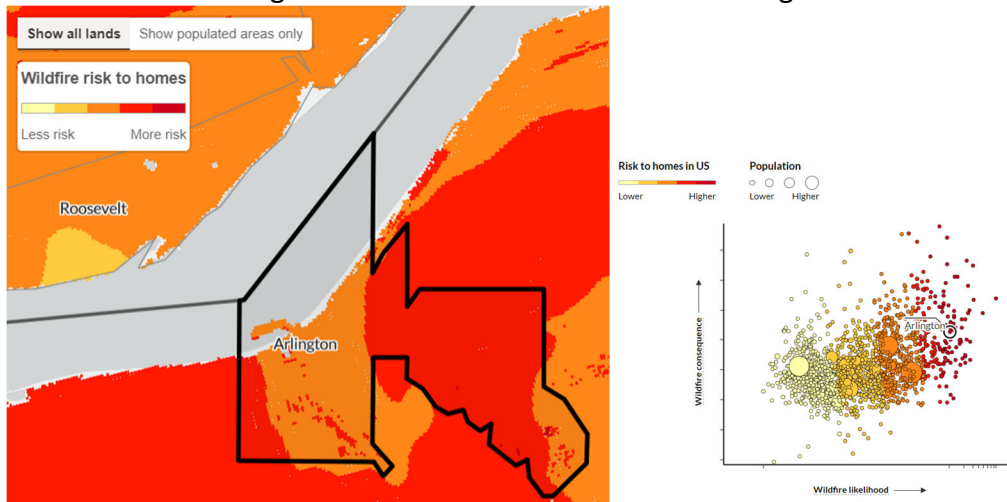 Show all lands Show populated areas only
Wildfire risk to homes
Less risk More risk
Roosevelt
Arlington
Risk to homes in US Population
Lower Higher Lower Higher
Arlington
Wildfire consequence
Wildfire likelihood